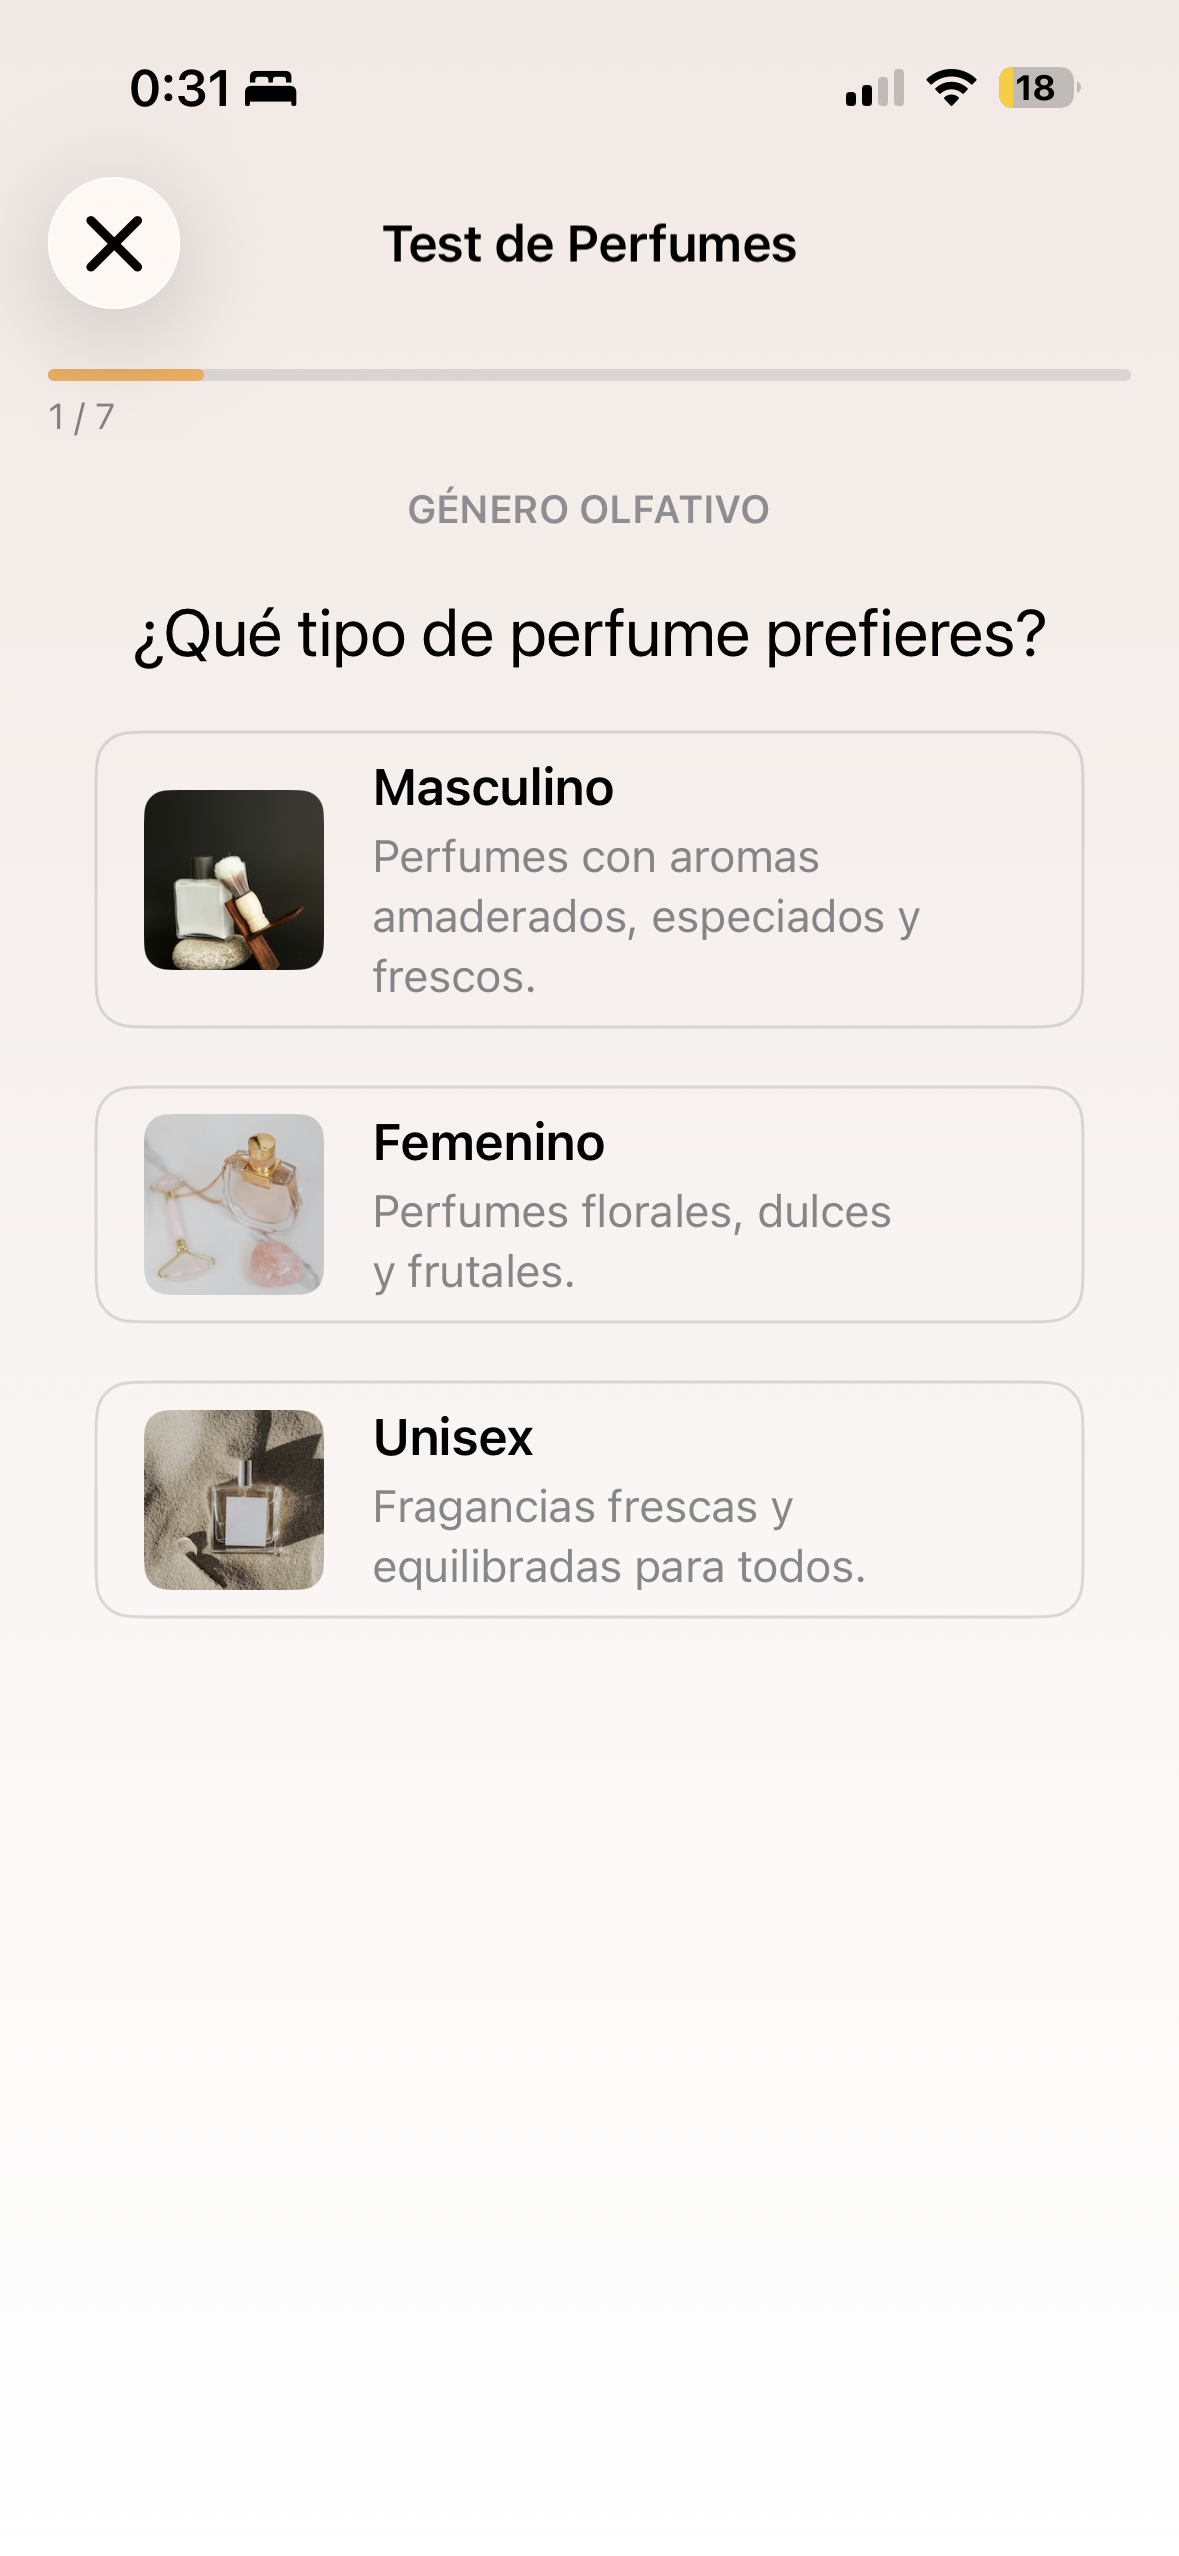 0:31
18
Test de Perfumes
1 / 7
GÉNERO OLFATIVO
¿Qué tipo de perfume prefieres?
Masculino
Perfumes con aromas
amaderados, especiados y
frescos.
Femenino
Perfumes florales, dulces
y frutales.
Unisex
Fragancias frescas y
equilibradas para todos.